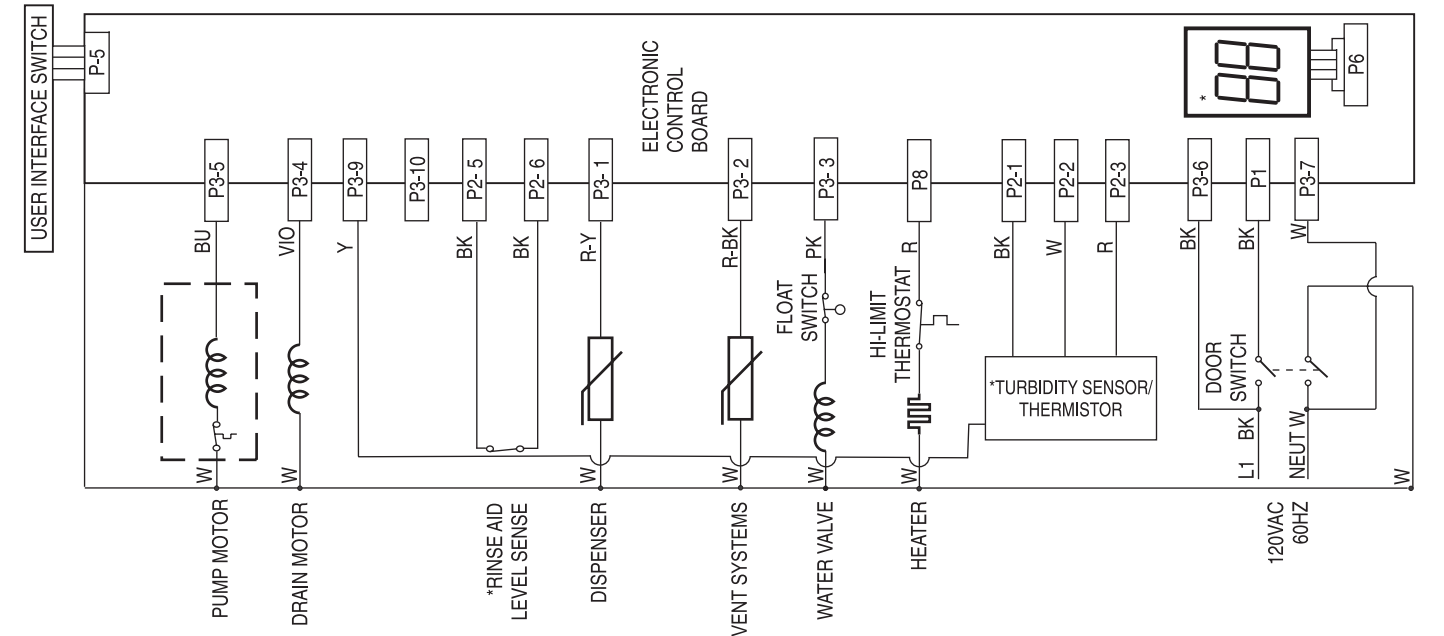 USER INTERFACE SWITCH
P-5
ELECTRONIC
CONTROL
BOARD
*
88
P6
P3-5
P3-4
P3-9
P3-10
P2- 5
P2- 6
P3- 1
P3- 2
P3- 3
P8
P2-1
P2-2
P2-3
P3-6
P1
P3-7
BU
VIO
Y
BK
BK
R-Y
R-BK
PK
R
BK
W
R
BK
BK
W
FLOAT
SWITCH
HI-LIMIT
THERMOSTAT
DOOR
SWITCH
*TURBIDITY SENSOR/
THERMISTOR
W
W
W
W
W
W
L1
BK
NEUT W
W
PUMP MOTOR
DRAIN MOTOR
*RINSE AID
LEVEL SENSE
DISPENSER
VENT SYSTEMS
WATER VALVE
HEATER
120VAC
60HZ